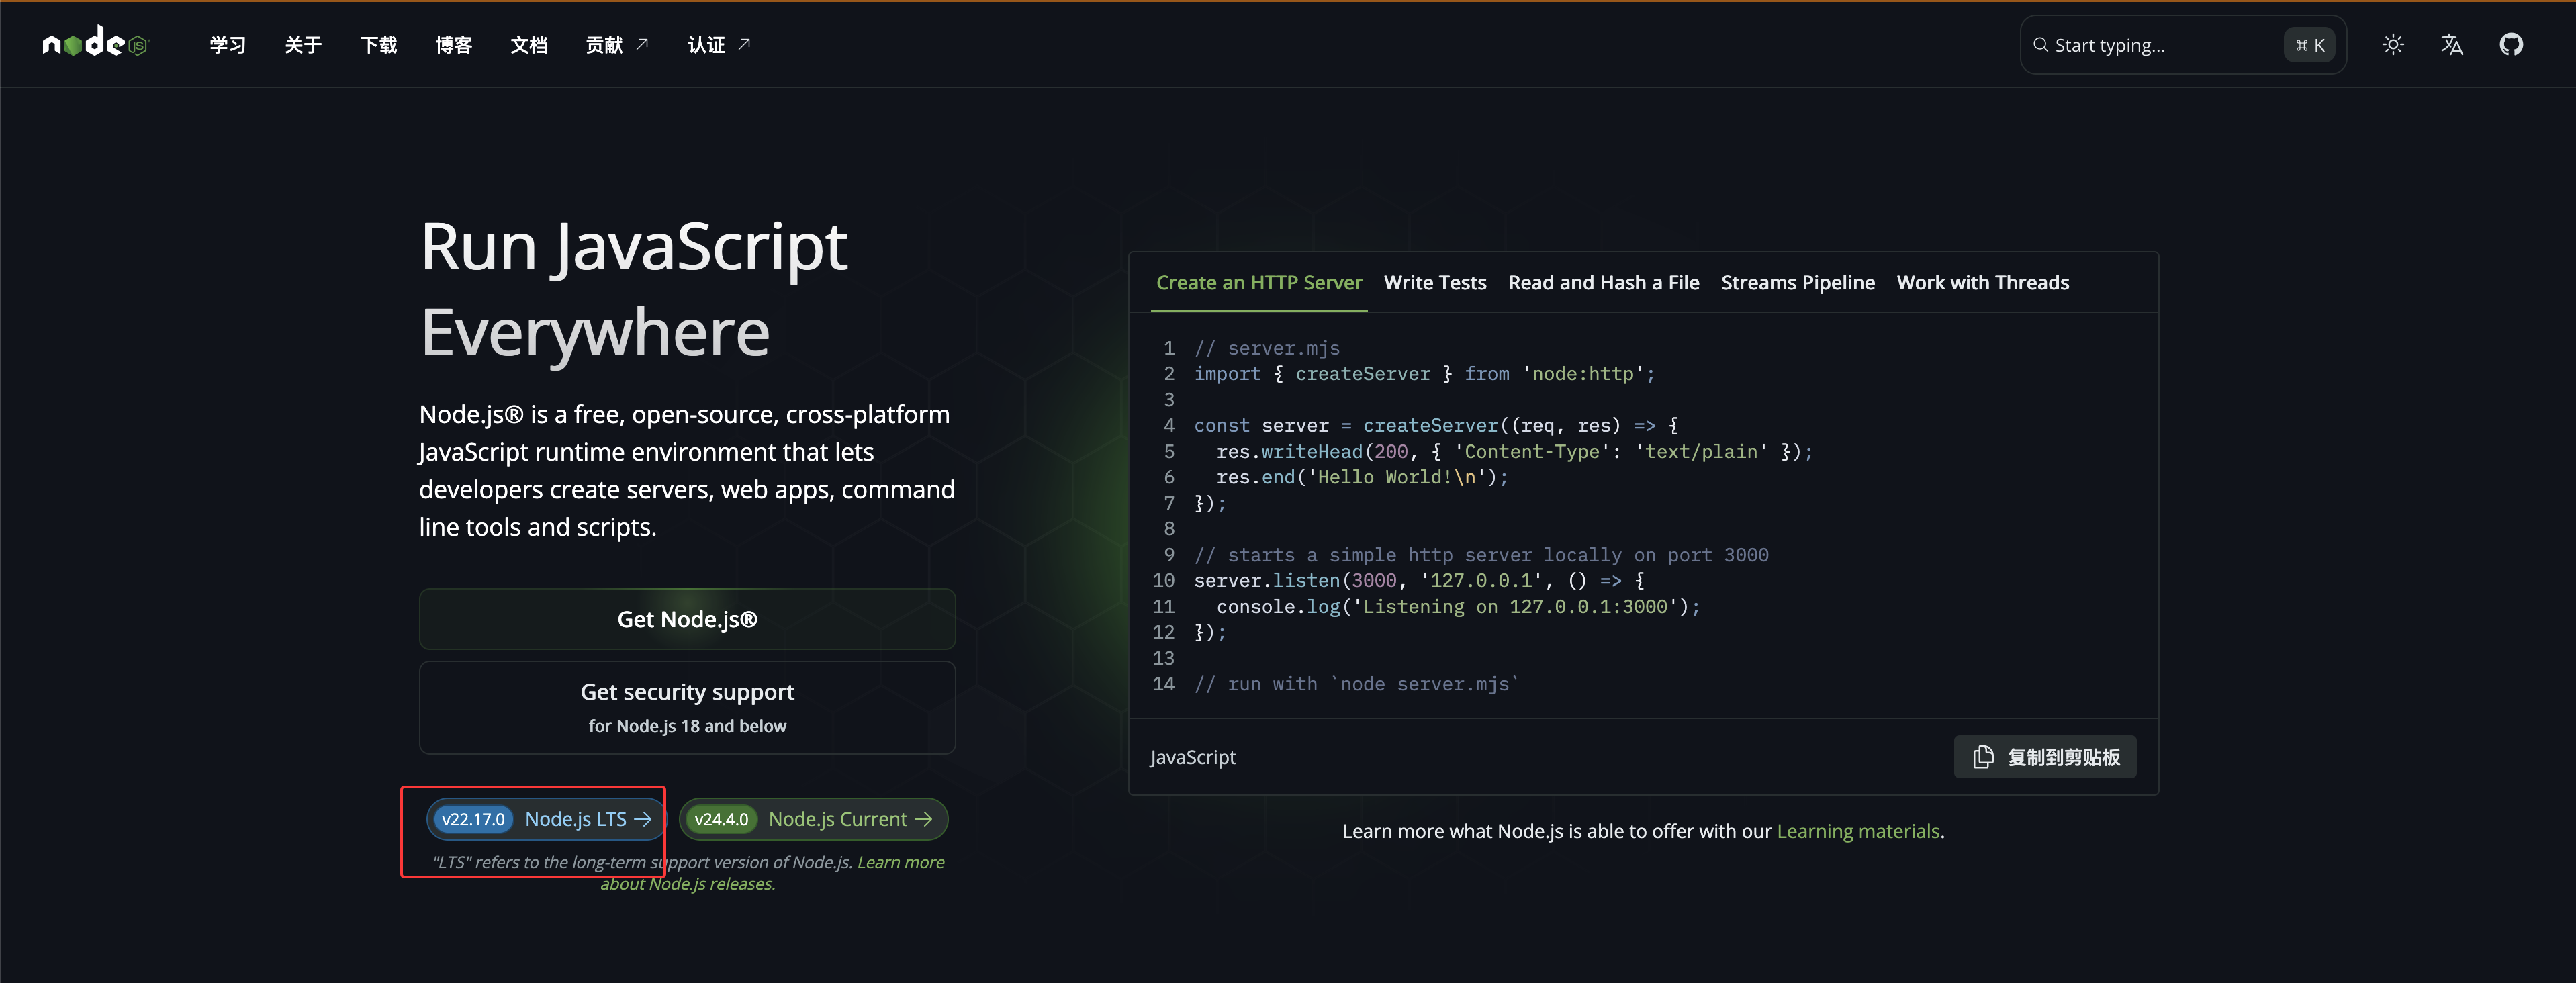 node JS
学习 关于 下载 博客 文档 贡献 认证
Start typing... ⌘ K
Run JavaScript
Everywhere
Node.js® is a free, open-source, cross-platform
JavaScript runtime environment that lets
developers create servers, web apps, command
line tools and scripts.
Get Node.js®
Get security support
for Node.js 18 and below
v22.17.0 Node.js LTS →
v24.4.0 Node.js Current →
"LTS" refers to the long-term support version of Node.js. Learn more
about Node.js releases.
Create an HTTP Server Write Tests Read and Hash a File Streams Pipeline Work with Threads
1 // server.mjs
2 import { createServer } from 'node:http';
3
4 const server = createServer((req, res) => {
5   res.writeHead(200, { 'Content-Type': 'text/plain' });
6   res.end('Hello World!\n');
7 });
8
9 // starts a simple http server locally on port 3000
10 server.listen(3000, '127.0.0.1', () => {
11   console.log('Listening on 127.0.0.1:3000');
12 });
13
14 // run with `node server.mjs`
JavaScript
复制到剪贴板
Learn more what Node.js is able to offer with our Learning materials.